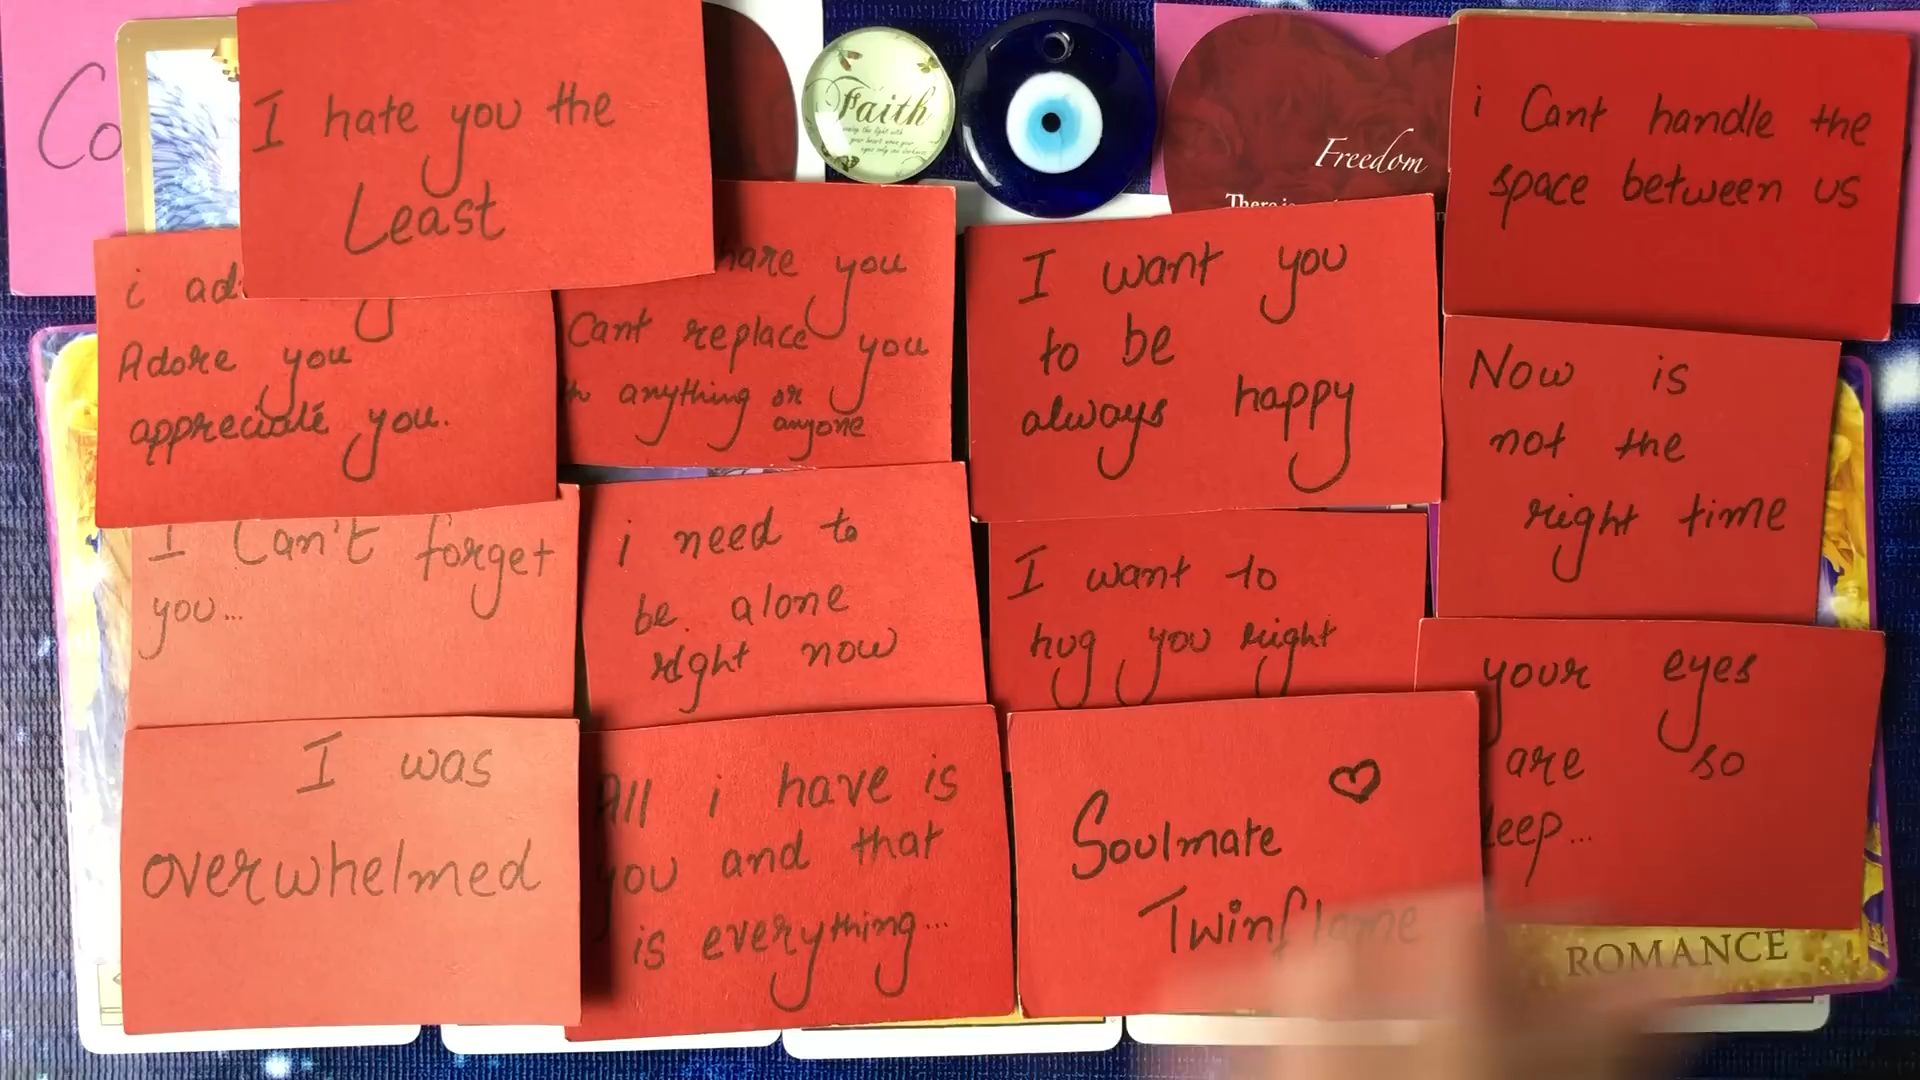 Co
I hate you the
Least
Faith
Freedom
There is
i Cant handle the
space between us
i
Adore you
appreciate you.
you
Cant replace you
anything or
anyone
I want you
to be
always happy
Now is
not the
right time
I Can't forget
you...
i need to
be alone
right now
I want to
hug you right
your eyes
are so
deep...
I was
overwhelmed
All i have is
you and that
is everything...
Soulmate
Twinflame
ROMANCE